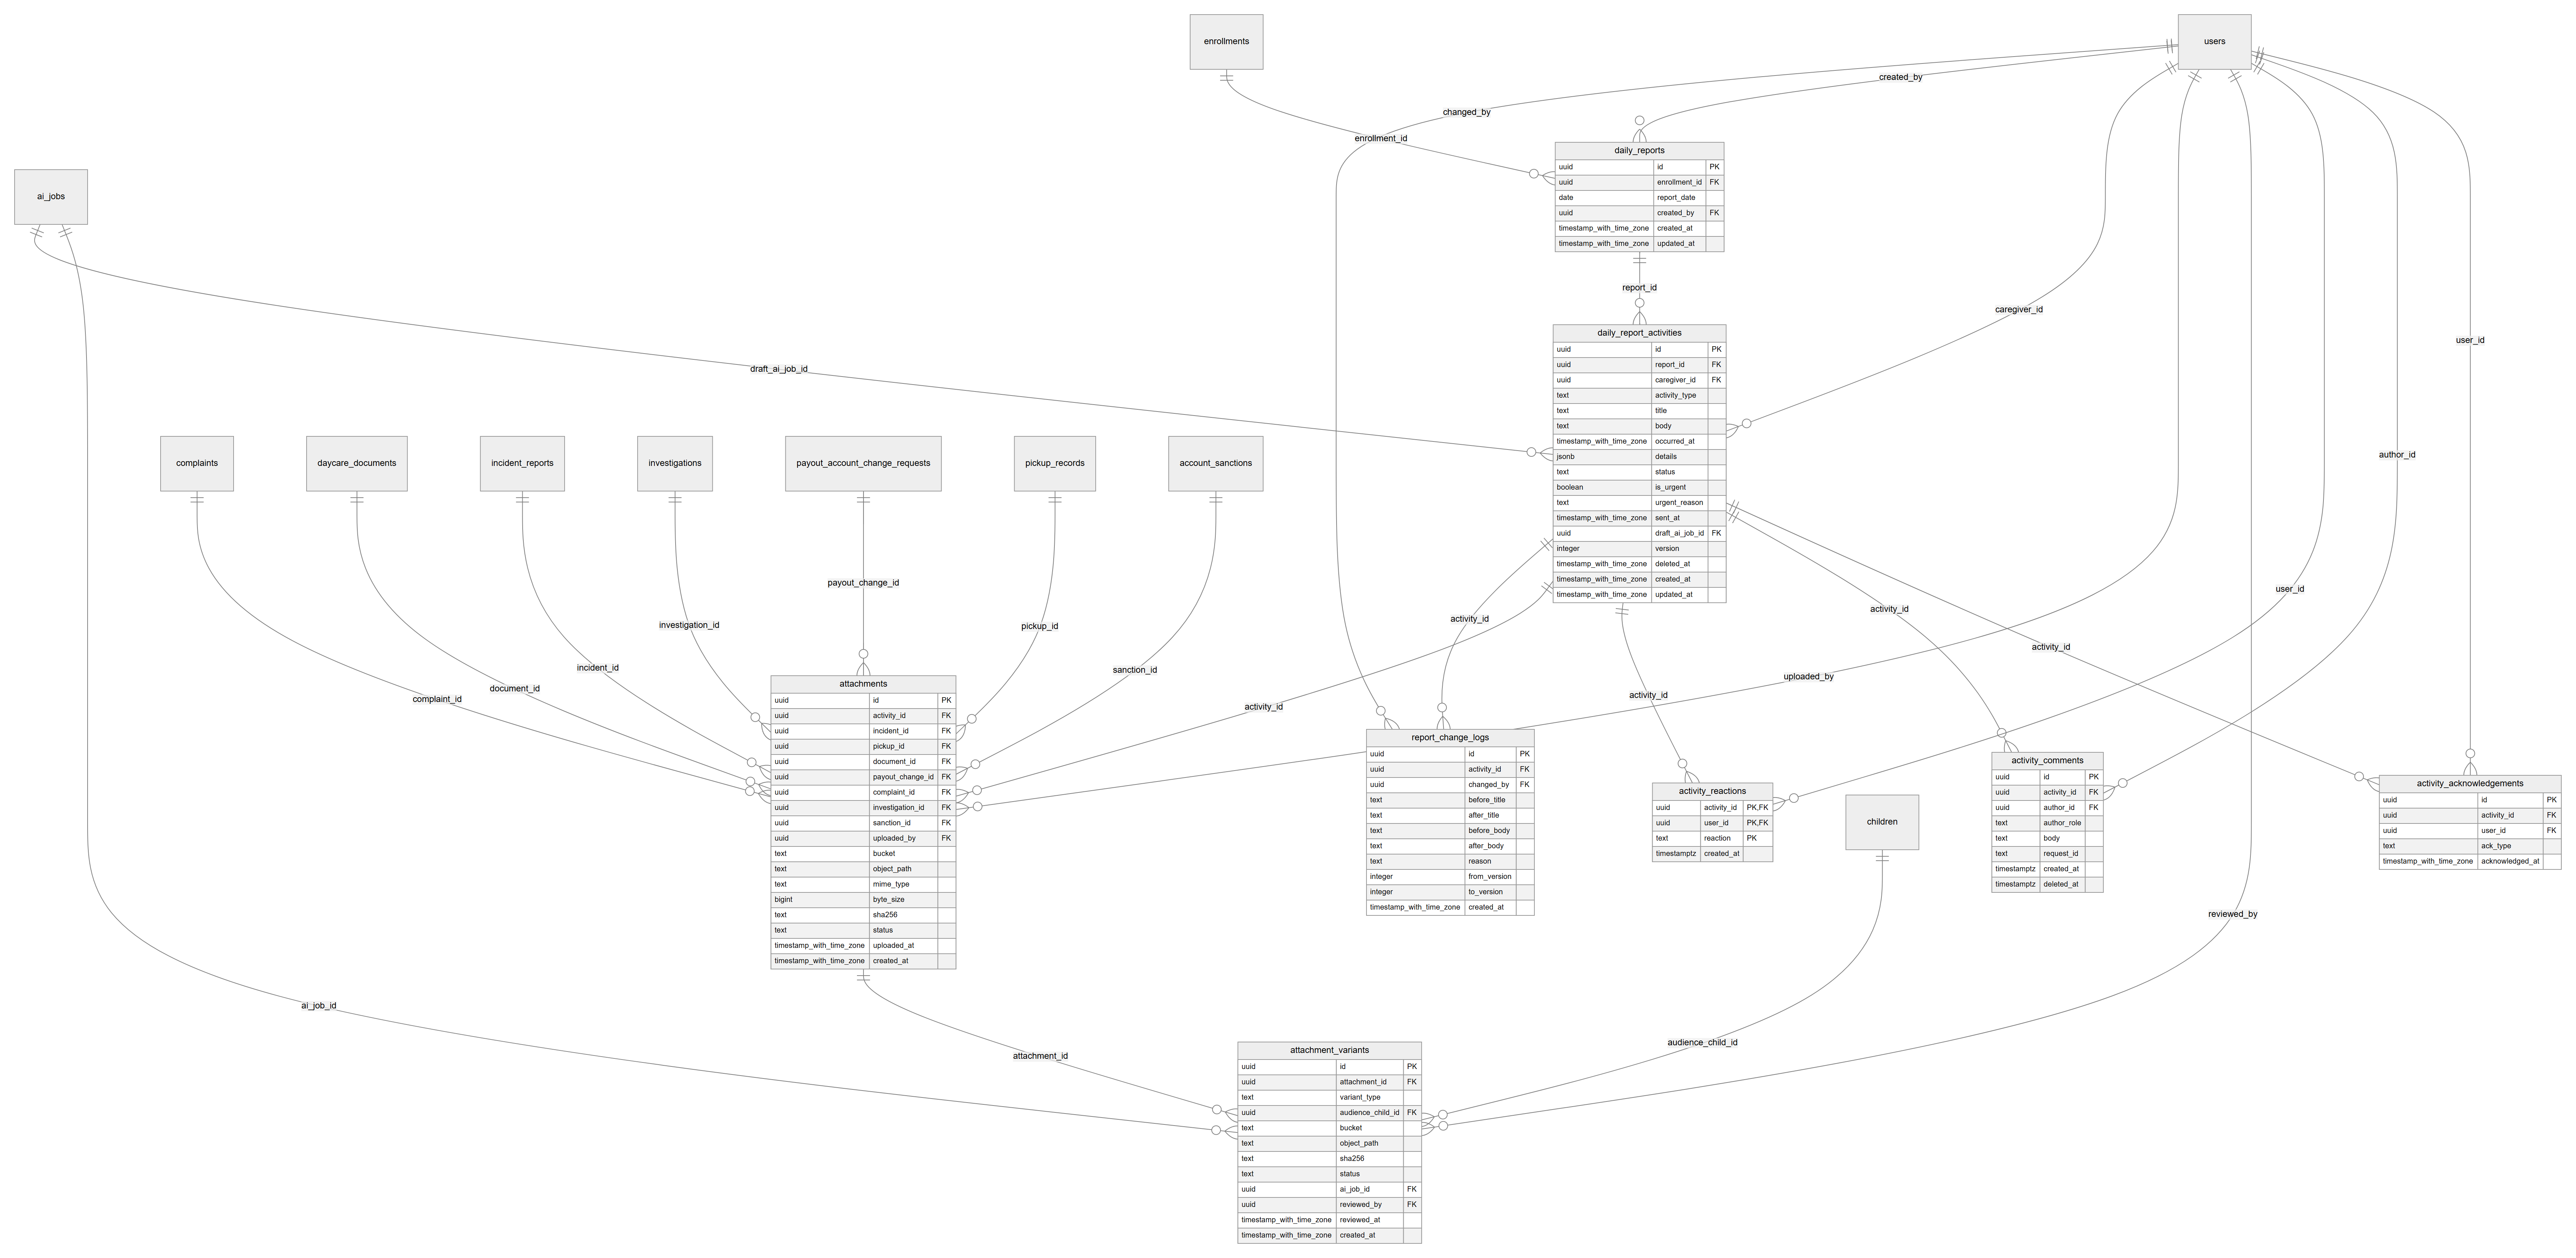 enrollments
users
created_by
changed_by
enrollment_id
daily_reports
uuid id PK
uuid enrollment_id FK
date report_date
uuid created_by FK
timestamp_with_time_zone created_at
timestamp_with_time_zone updated_at
ai_jobs
report_id
caregiver_id
daily_report_activities
uuid id PK
uuid report_id FK
uuid caregiver_id FK
text activity_type
text title
text body
timestamp_with_time_zone occurred_at
jsonb details
text status
boolean is_urgent
text urgent_reason
timestamp_with_time_zone sent_at
uuid draft_ai_job_id FK
integer version
timestamp_with_time_zone deleted_at
timestamp_with_time_zone created_at
timestamp_with_time_zone updated_at
user_id
draft_ai_job_id
author_id
complaints
daycare_documents
incident_reports
investigations
payout_account_change_requests
pickup_records
account_sanctions
payout_change_id
user_id
activity_id
activity_id
investigation_id
pickup_id
activity_id
incident_id
sanction_id
uploaded_by
document_id
complaint_id
activity_id
activity_id
attachments
uuid id PK
uuid activity_id FK
uuid incident_id FK
uuid pickup_id FK
uuid document_id FK
uuid payout_change_id FK
uuid complaint_id FK
uuid investigation_id FK
uuid sanction_id FK
uuid uploaded_by FK
text bucket
text object_path
text mime_type
bigint byte_size
text sha256
text status
timestamp_with_time_zone uploaded_at
timestamp_with_time_zone created_at
report_change_logs
uuid id PK
uuid activity_id FK
uuid changed_by FK
text before_title
text after_title
text before_body
text after_body
text reason
integer from_version
integer to_version
timestamp_with_time_zone created_at
activity_reactions
uuid activity_id PK,FK
uuid user_id PK,FK
text reaction PK
timestamptz created_at
children
activity_comments
uuid id PK
uuid activity_id FK
uuid author_id FK
text author_role
text body
text request_id
timestamptz created_at
timestamptz deleted_at
activity_acknowledgements
uuid id PK
uuid activity_id FK
uuid user_id FK
text ack_type
timestamp_with_time_zone acknowledged_at
reviewed_by
ai_job_id
attachment_id
audience_child_id
attachment_variants
uuid id PK
uuid attachment_id FK
text variant_type
uuid audience_child_id FK
text bucket
text object_path
text sha256
text status
uuid ai_job_id FK
uuid reviewed_by FK
timestamp_with_time_zone reviewed_at
timestamp_with_time_zone created_at